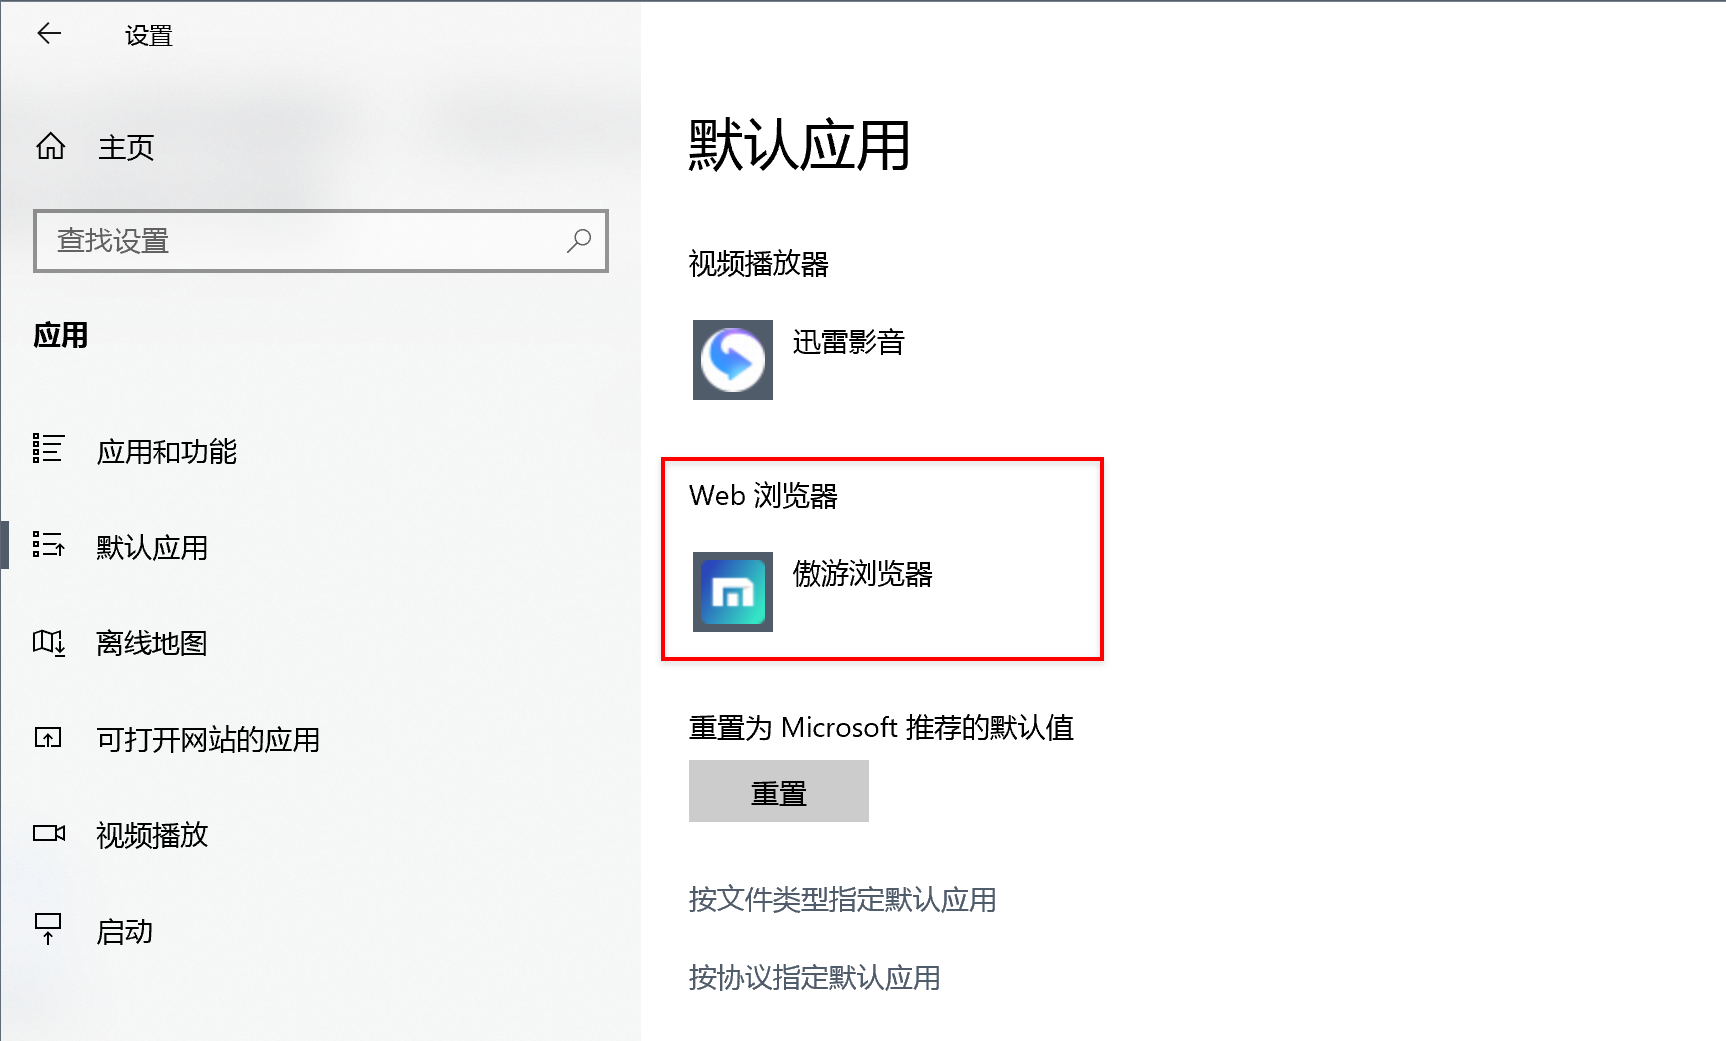 设置
主页
查找设置
应用
应用和功能
默认应用
离线地图
可打开网站的应用
视频播放
启动
默认应用
视频播放器
迅雷影音
Web 浏览器
傲游浏览器
重置为 Microsoft 推荐的默认值
重置
按文件类型指定默认应用
按协议指定默认应用